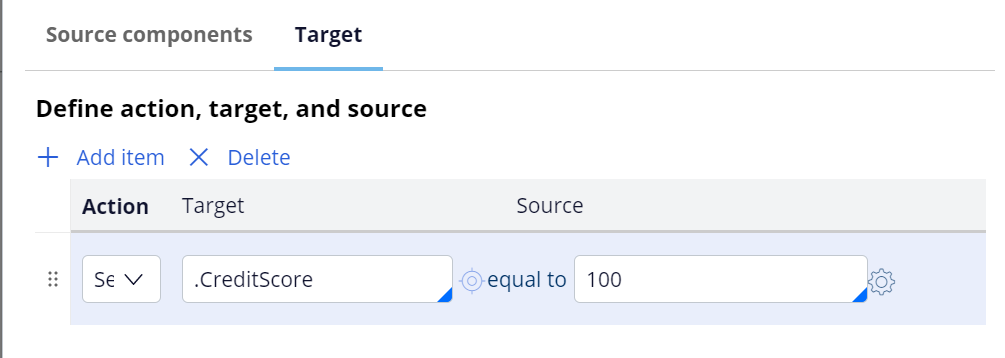 Source components Target
Define action, target, and source
Add item Delete
Action Target Source
Se .CreditScore equal to 100